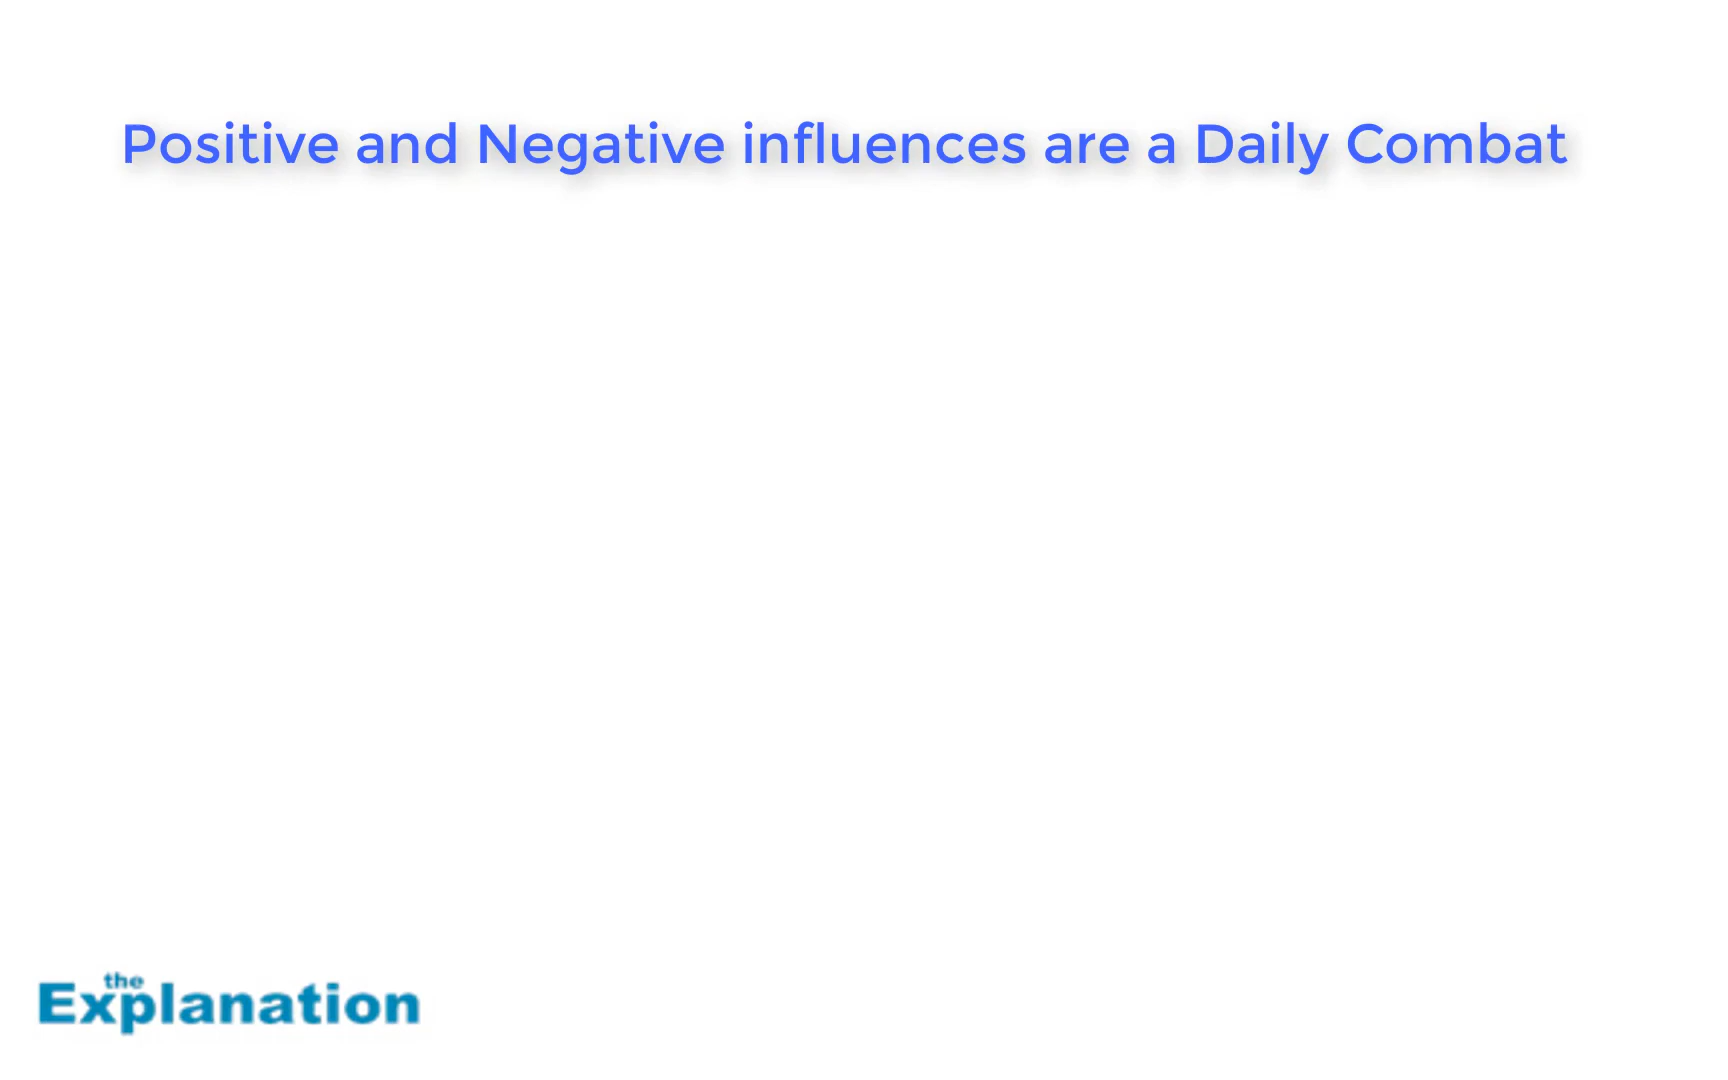 Positive and Negative influences are a Daily Combat
the
Explanation